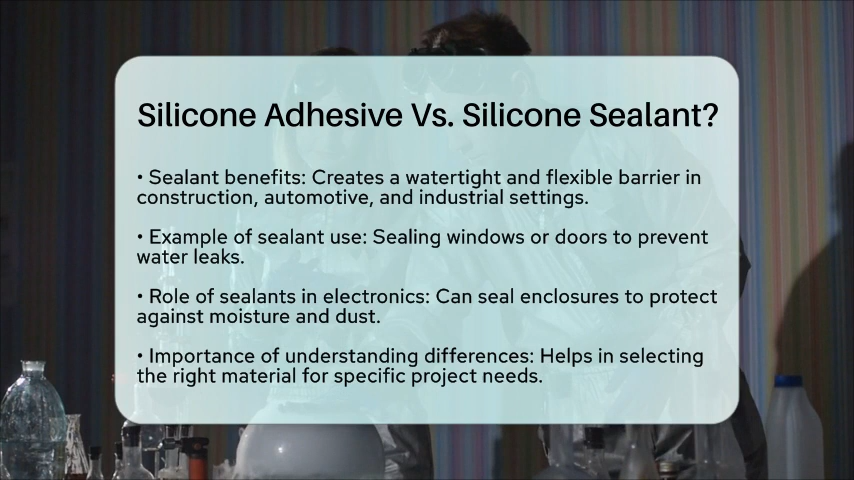 Silicone Adhesive Vs. Silicone Sealant?
• Sealant benefits: Creates a watertight and flexible barrier in
construction, automotive, and industrial settings.
• Example of sealant use: Sealing windows or doors to prevent
water leaks.
• Role of sealants in electronics: Can seal enclosures to protect
against moisture and dust.
• Importance of understanding differences: Helps in selecting
the right material for specific project needs.